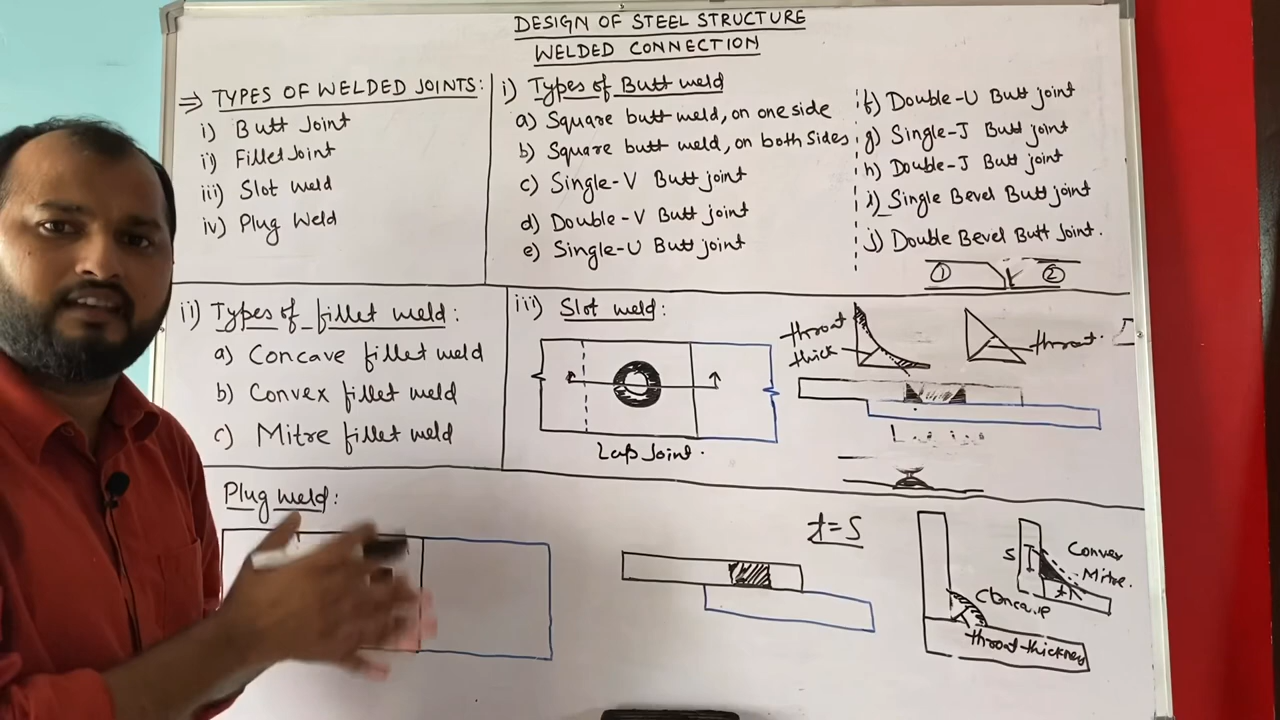 DESIGN OF STEEL STRUCTURE
WELDED CONNECTION
⇒ TYPES OF WELDED JOINTS:
i) Butt Joint
ii) Fillet Joint
iii) Slot weld
iv) Plug Weld
i) Types of Butt weld
a) Square butt weld, on one side
b) Square butt weld, on both sides
c) Single-V Butt joint
d) Double-V Butt joint
e) Single-U Butt joint
f) Double-U Butt joint
g) Single-J Butt joint
h) Double-J Butt joint
i) Single Bevel Butt joint
j) Double Bevel Butt Joint.
① ②
ii) Types of fillet weld:
a) Concave fillet weld
b) Convex fillet weld
c) Mitre fillet weld
iii) Slot weld:
Lap Joint.
throat
thick
throat.
Plug weld:
t=S
S
Convex
Mitre.
Concave
throat thickness